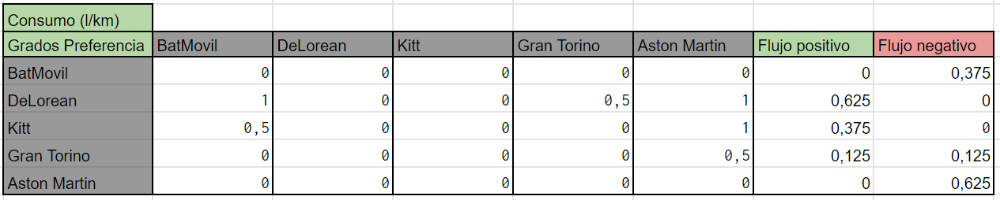 Consumo (l/km)
Grados Preferencia BatMovil DeLorean Kitt Gran Torino Aston Martin Flujo positivo Flujo negativo
BatMovil 0 0 0 0 0 0 0,375
DeLorean 1 0 0 0,5 1 0,625 0
Kitt 0,5 0 0 0 1 0,375 0
Gran Torino 0 0 0 0 0,5 0,125 0,125
Aston Martin 0 0 0 0 0 0 0,625